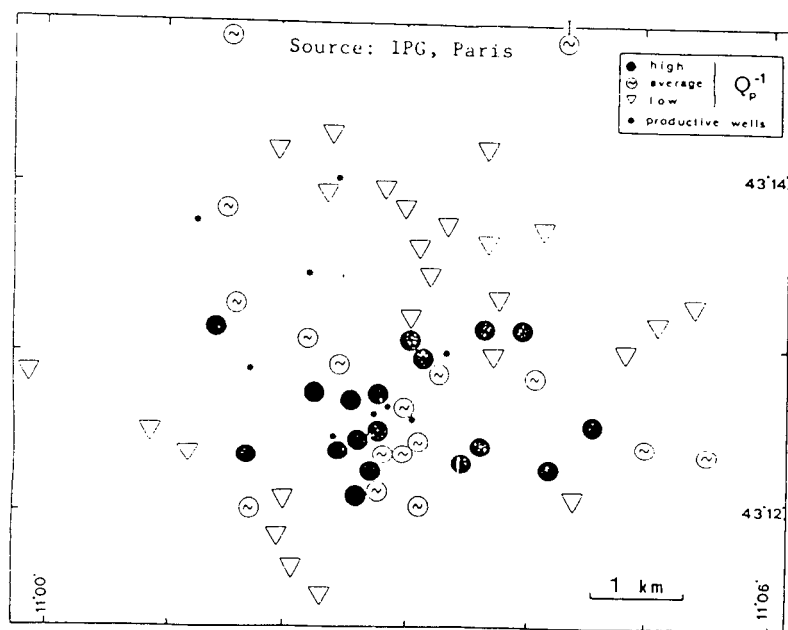 Source: IPG, Paris
high
average
low
Qp⁻¹
productive wells
43°14'
43°12'
11°00'
11°06'
1 km